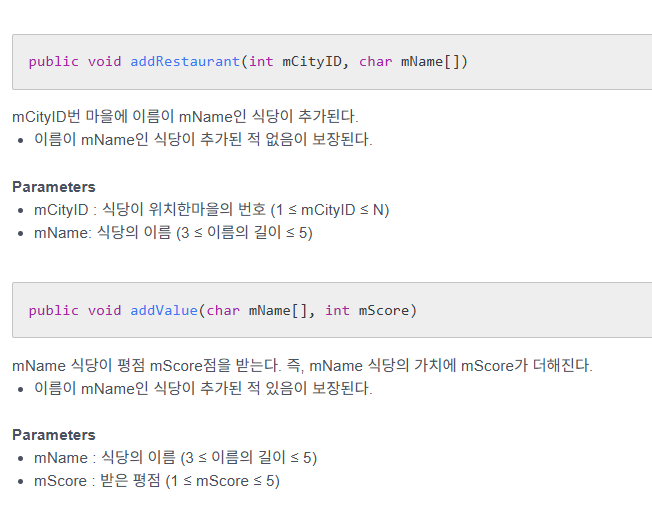 public void addRestaurant(int mCityID, char mName[])
mCityID번 마을에 이름이 mName인 식당이 추가된다.
• 이름이 mName인 식당이 추가된 적 없음이 보장된다.
Parameters
• mCityID : 식당이 위치한마을의 번호 (1 ≤ mCityID ≤ N)
• mName: 식당의 이름 (3 ≤ 이름의 길이 ≤ 5)
public void addValue(char mName[], int mScore)
mName 식당이 평점 mScore점을 받는다. 즉, mName 식당의 가치에 mScore가 더해진다.
• 이름이 mName인 식당이 추가된 적 있음이 보장된다.
Parameters
• mName : 식당의 이름 (3 ≤ 이름의 길이 ≤ 5)
• mScore : 받은 평점 (1 ≤ mScore ≤ 5)